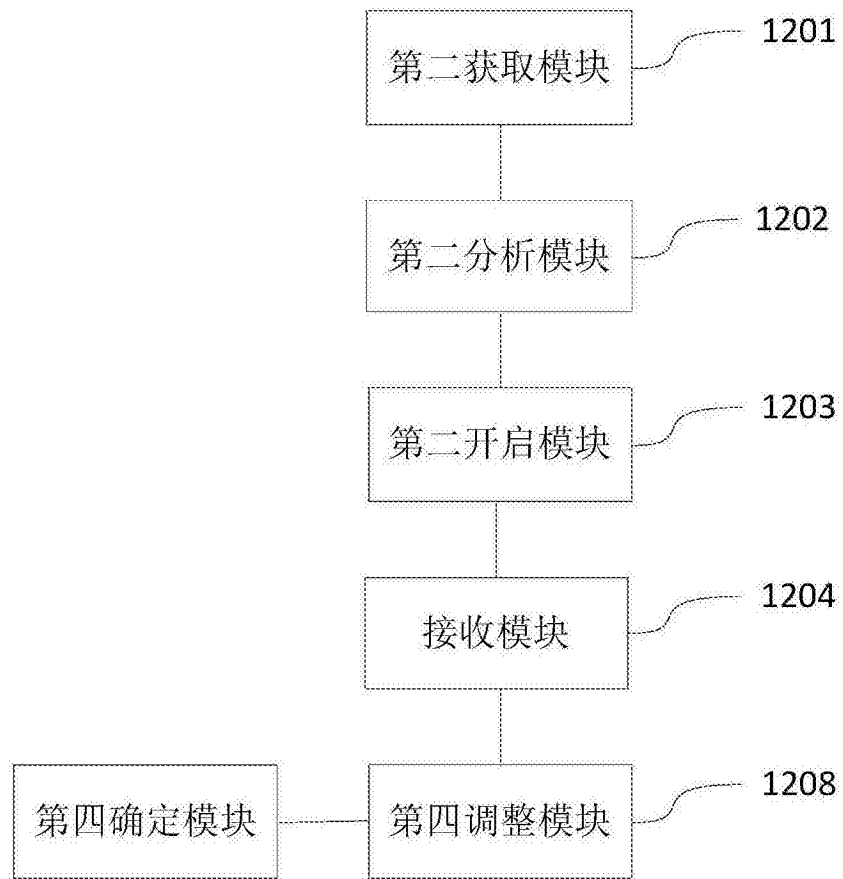 第二获取模块 1201
第二分析模块 1202
第二开启模块 1203
接收模块 1204
第四确定模块 第四调整模块 1208